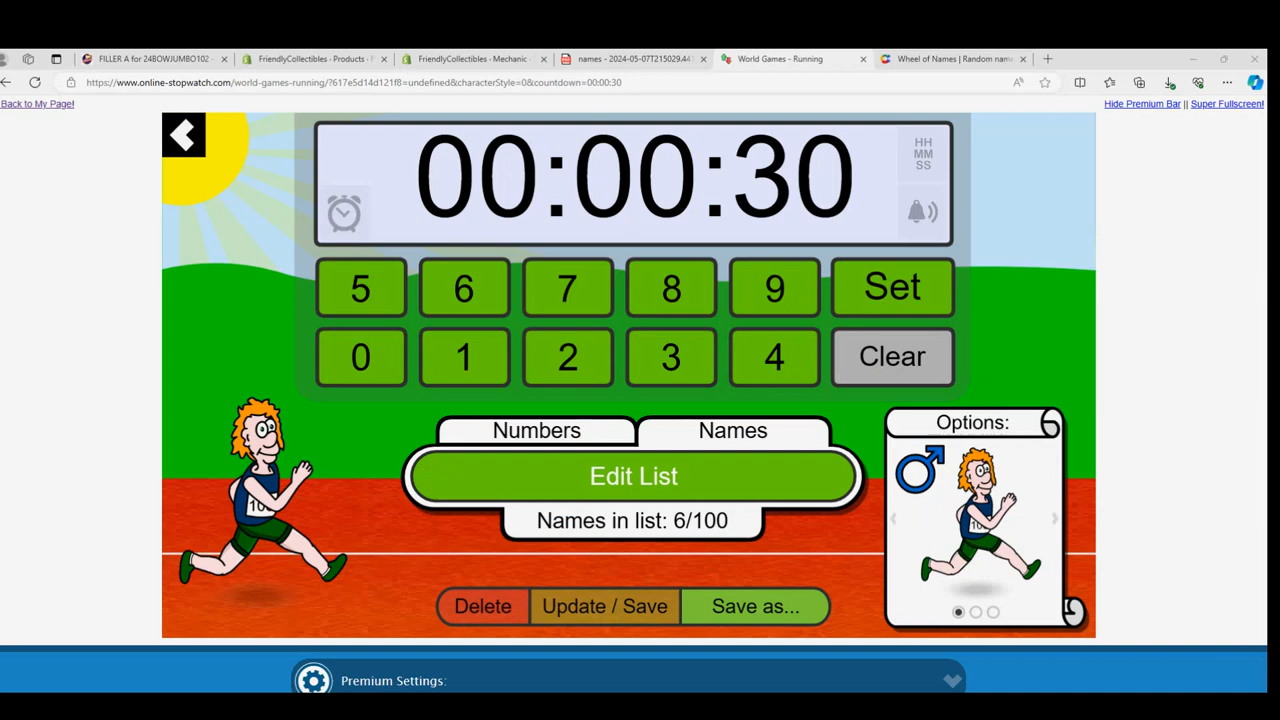 FILLER A for 24BOWJUMBO102
FriendlyCollectibles - Products ·
FriendlyCollectibles - Mechanic
names - 2024-05-07T215029.441
World Games - Running
Wheel of Names | Random name
https://www.online-stopwatch.com/world-games-running/?617e5d14d121f8=undefined&characterStyle=0&countdown=00:00:30
Back to My Page!
Hide Premium Bar || Super Fullscreen!
00:00:30
HH
MM
SS
5 6 7 8 9 Set
0 1 2 3 4 Clear
Numbers Names
Edit List
Names in list: 6/100
Options:
Delete Update / Save Save as...
Premium Settings: